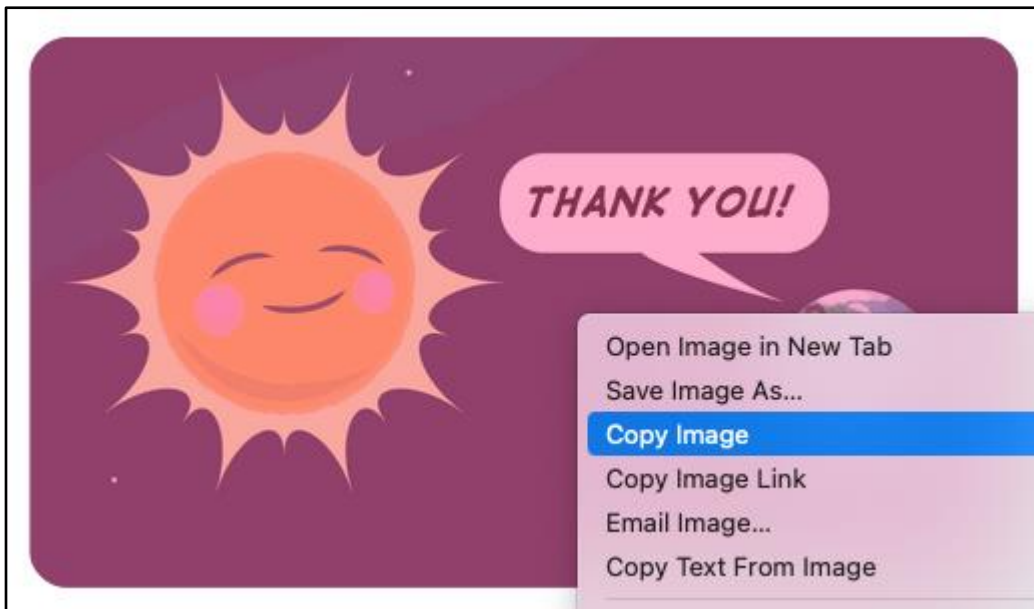 THANK YOU!
Open Image in New Tab
Save Image As...
Copy Image
Copy Image Link
Email Image...
Copy Text From Image